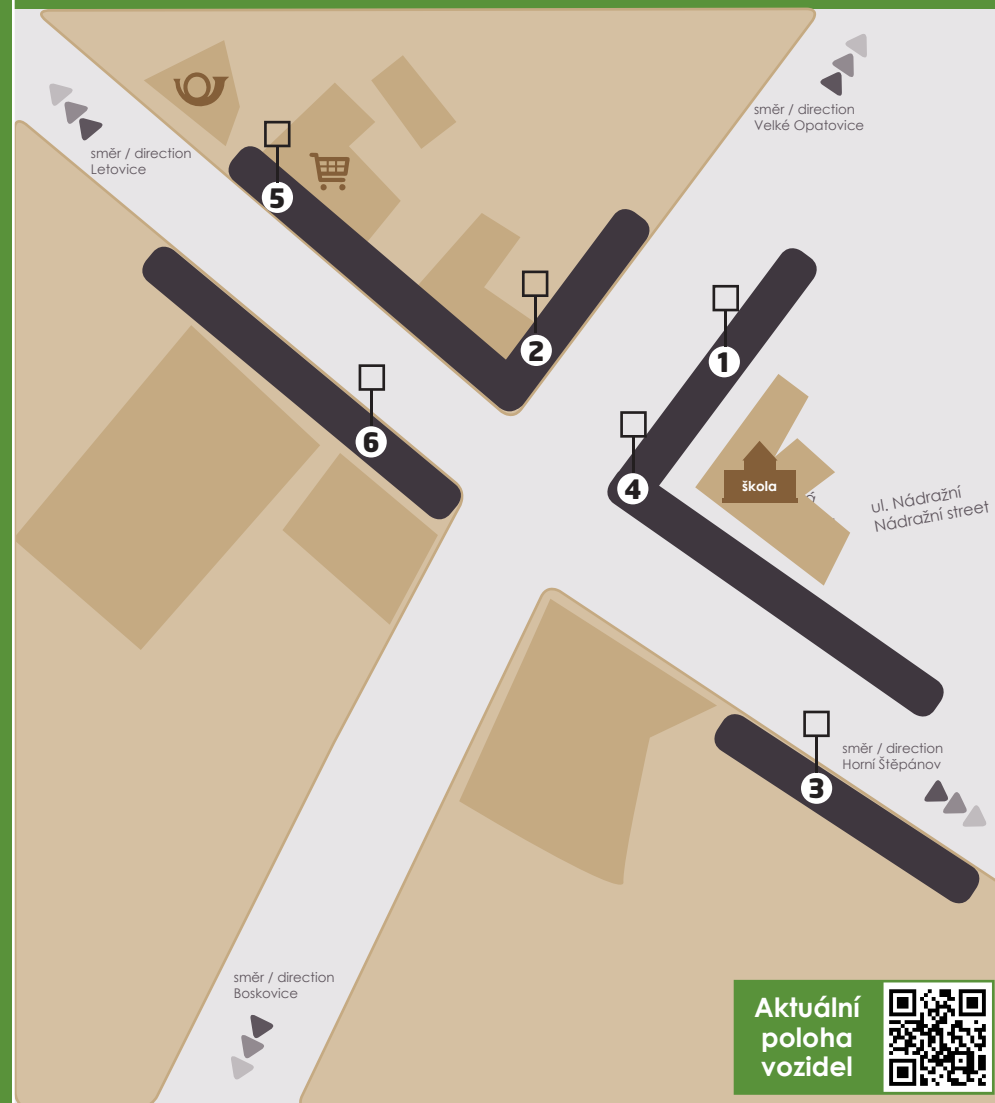 směr / direction
Velké Opatovice
směr / direction
Letovice
5
2
1
6
4
škola
ul. Nádražní
Nádražní street
směr / direction
Horní Štěpánov
3
směr / direction
Boskovice
Aktuální
poloha
vozidel